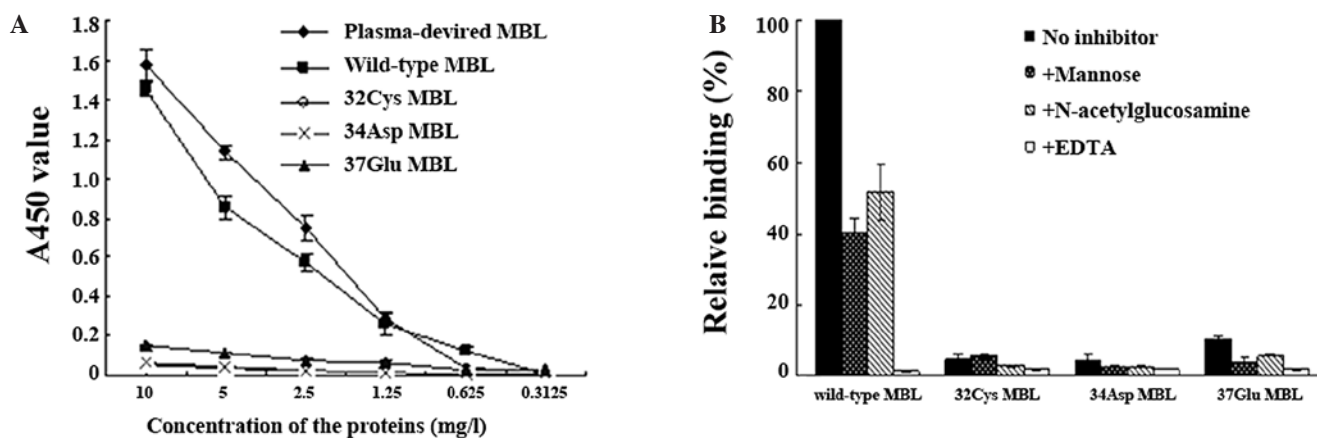 A
A450 value
1.8
1.6
1.4
1.2
1.0
0.8
0.6
0.4
0.2
0
10
5
2.5
1.25
0.625
0.3125
Concentration of the proteins (mg/l)
Plasma-devired MBL
Wild-type MBL
32Cys MBL
34Asp MBL
37Glu MBL
B
Relaive binding (%)
100
80
60
40
20
0
wild-type MBL
32Cys MBL
34Asp MBL
37Glu MBL
No inhibitor
+Mannose
+N-acetylglucosamine
+EDTA